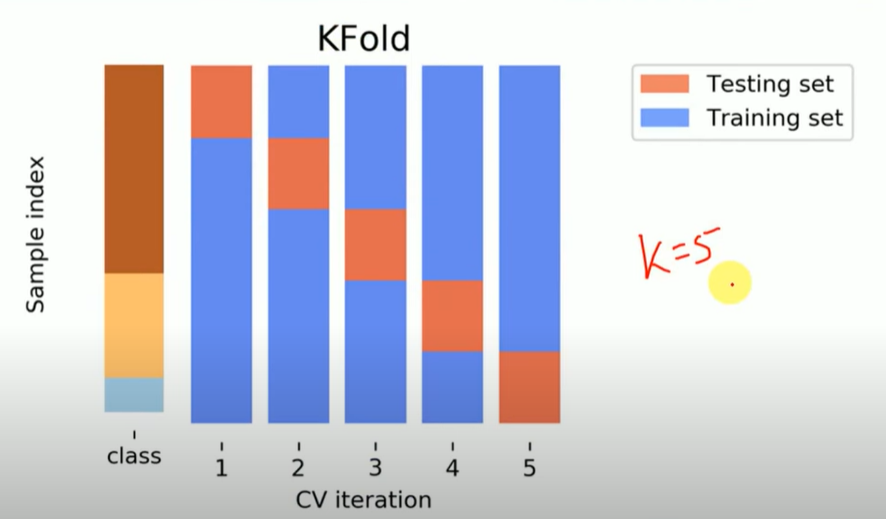 KFold
Testing set
Training set
Sample index
K=5
class
1 2 3 4 5
CV iteration